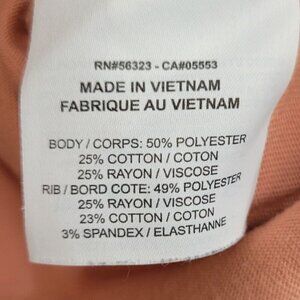 RN#56323 - CA#05553
MADE IN VIETNAM
FABRIQUE AU VIETNAM
BODY / CORPS: 50% POLYESTER
25% COTTON / COTON
25% RAYON / VISCOSE
RIB / BORD COTE: 49% POLYESTER
25% RAYON / VISCOSE
23% COTTON / COTON
3% SPANDEX / ELASTHANNE